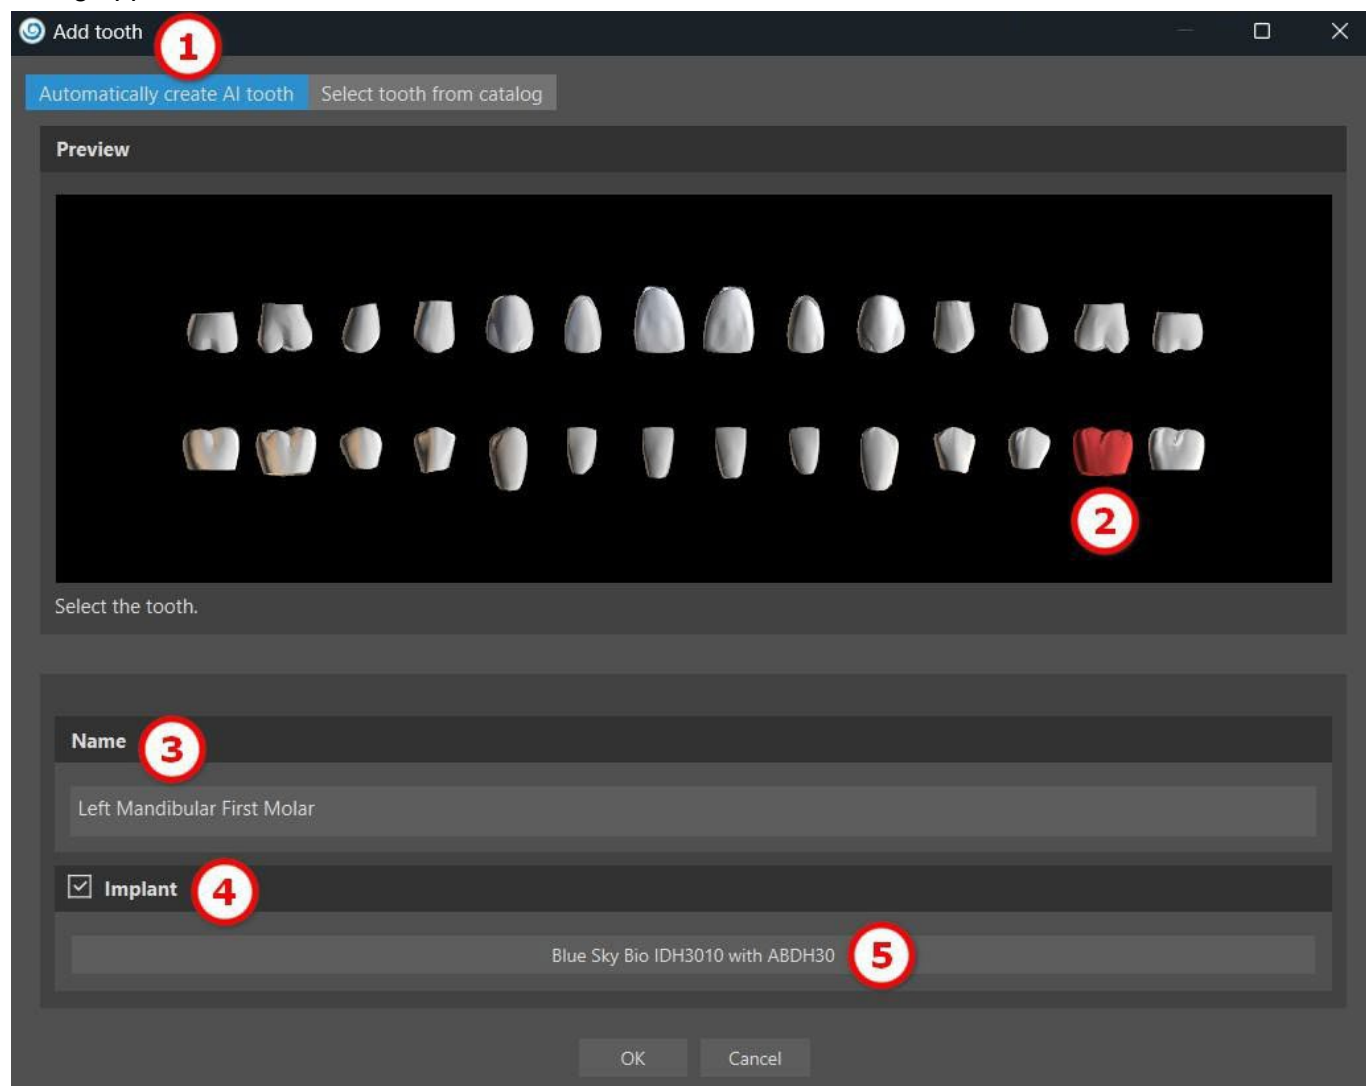 Add tooth
1
Automatically create AI tooth Select tooth from catalog
Preview
2
Select the tooth.
Name
3
Left Mandibular First Molar
Implant
4
Blue Sky Bio IDH3010 with ABDH30
5
OK Cancel